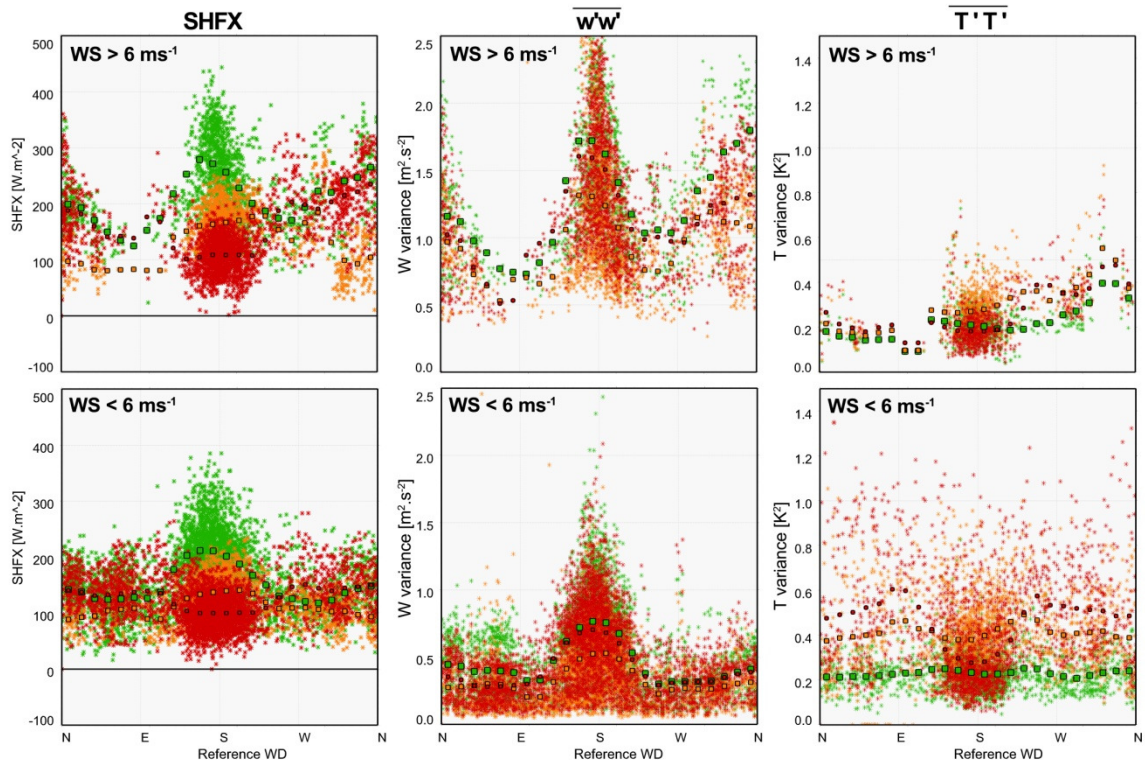 SHFX
w'w'
T'T'
WS > 6 ms-1
500
400
300
200
100
0
-100
SHFX [W.m^-2]
WS > 6 ms-1
2.5
2.0
1.5
1.0
0.5
0.0
W variance [m².s-²]
WS > 6 ms-1
1.4
1.2
1.0
0.8
0.6
0.4
0.2
0.0
T variance [K²]
WS < 6 ms-1
500
400
300
200
100
0
-100
SHFX [W.m^-2]
N
E
S
W
N
Reference WD
WS < 6 ms-1
2.5
2.0
1.5
1.0
0.5
0.0
W variance [m².s-²]
N
E
S
W
N
Reference WD
WS < 6 ms-1
1.4
1.2
1.0
0.8
0.6
0.4
0.2
0.0
T variance [K²]
N
E
S
W
N
Reference WD